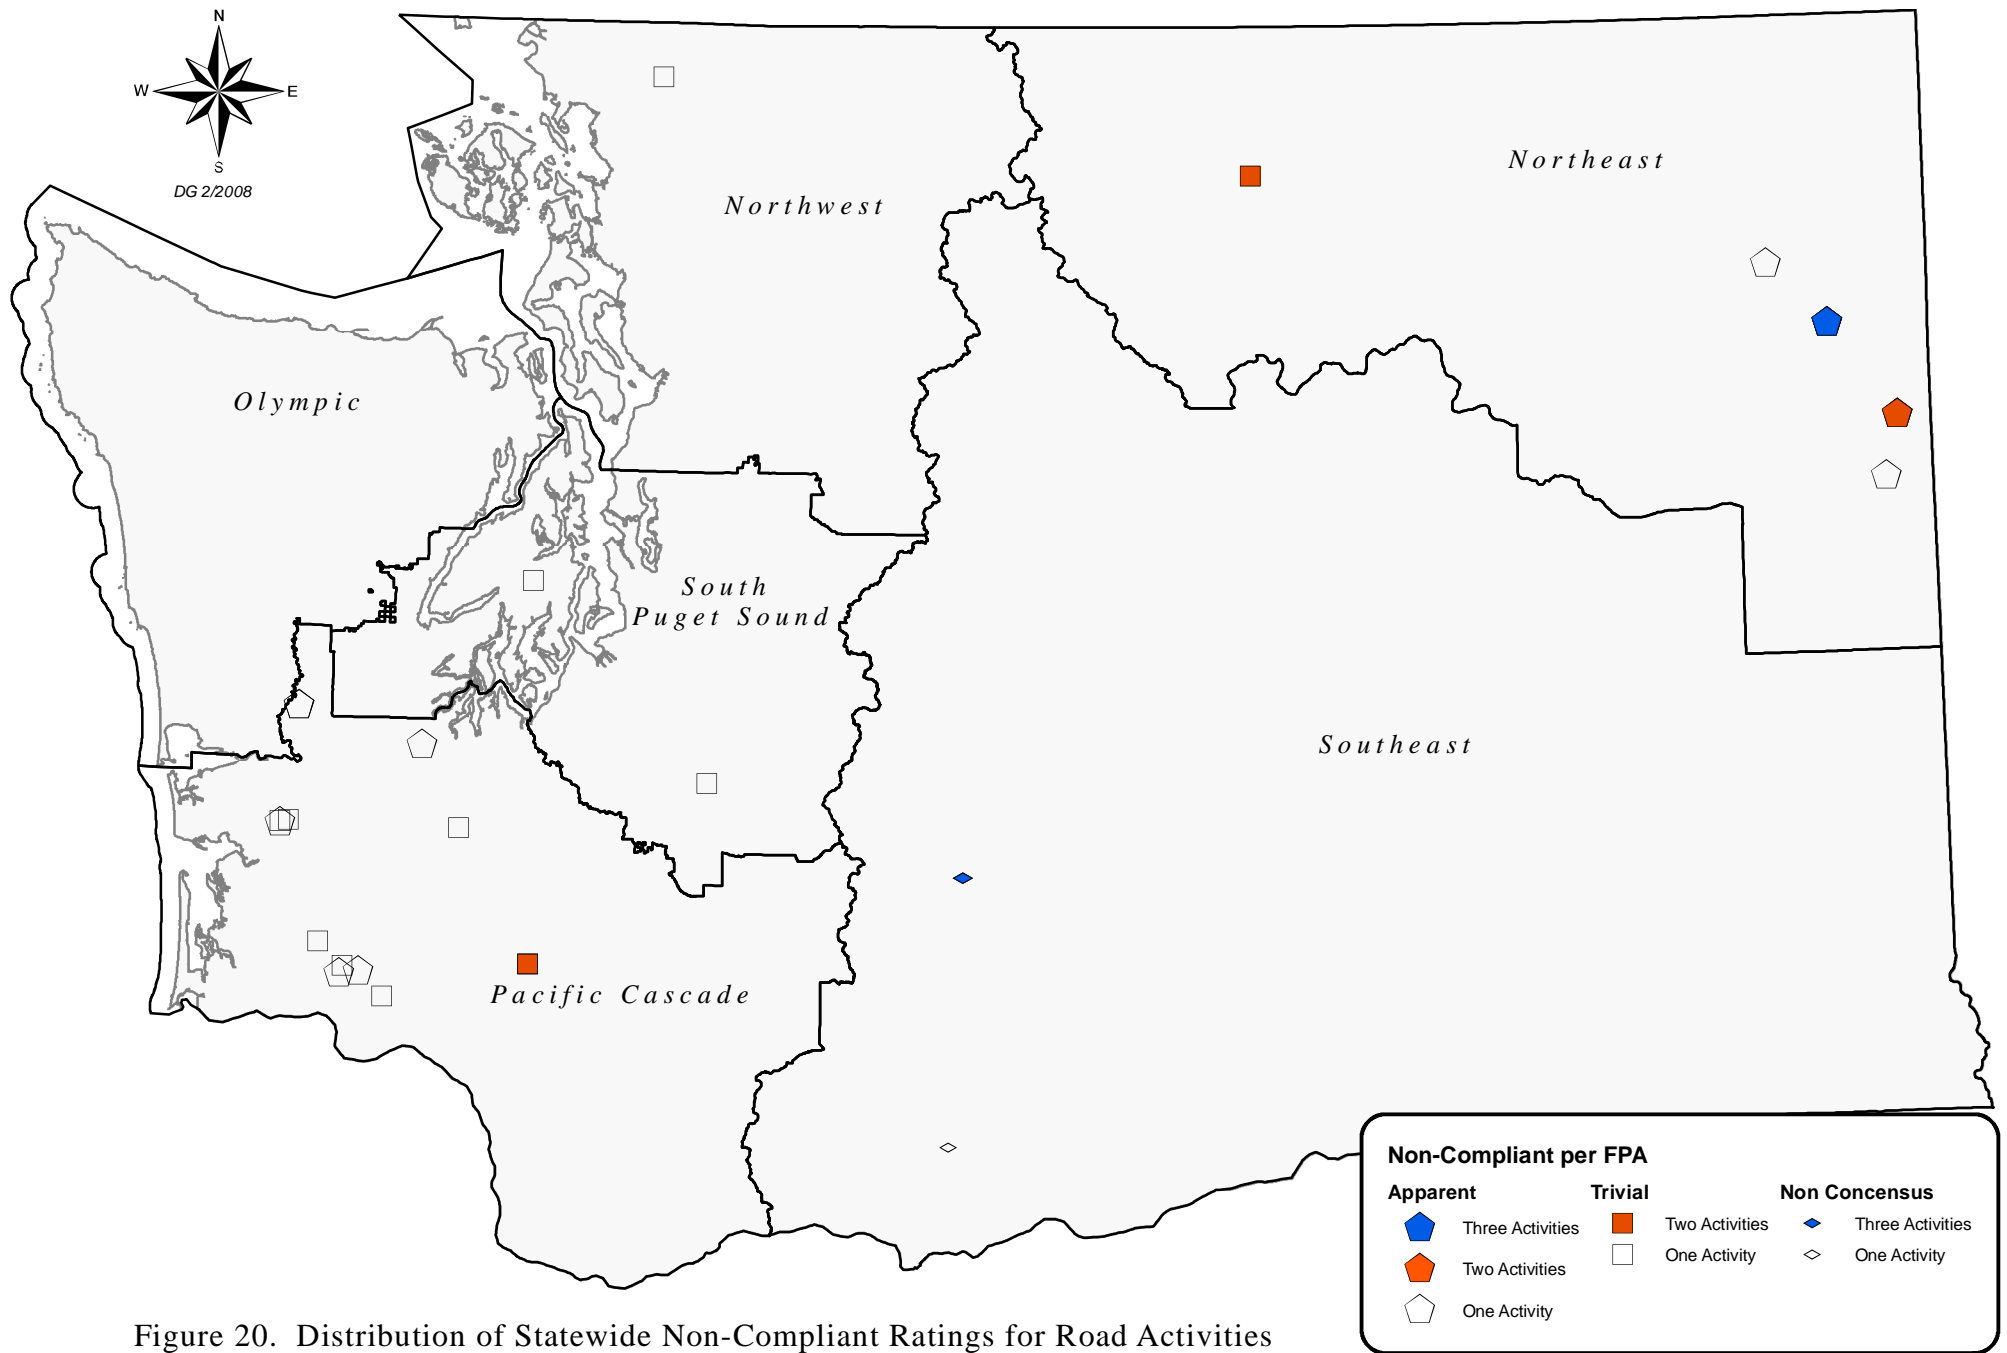 N
W E
S
DG 2/2008
Northeast
Northwest
Olympic
South
Puget Sound
Southeast
Pacific Cascade
Non-Compliant per FPA
Apparent Trivial Non Concensus
Three Activities Two Activities Three Activities
Two Activities One Activity One Activity
One Activity
Figure 20. Distribution of Statewide Non-Compliant Ratings for Road Activities